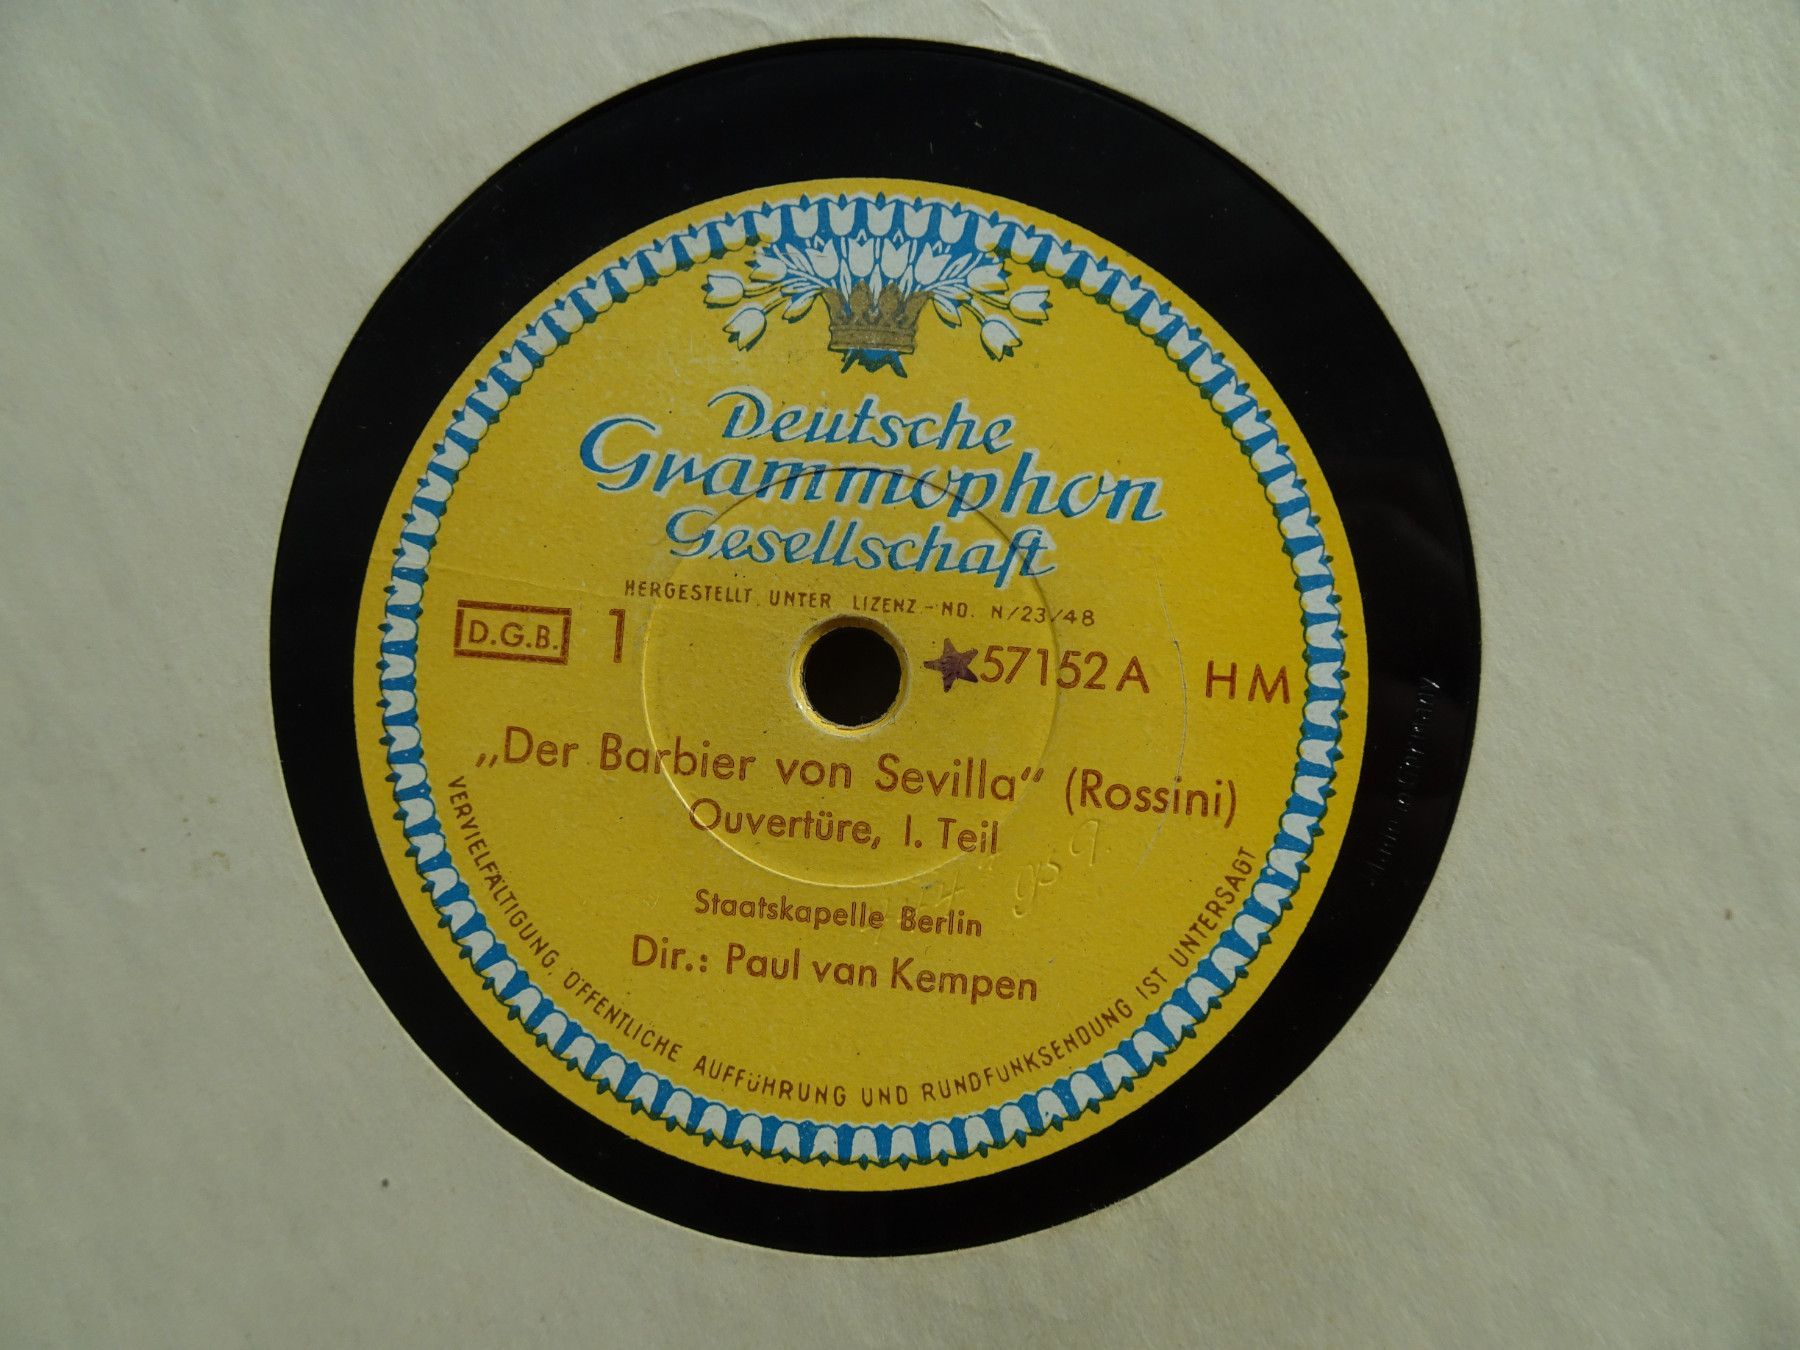 Deutsche
Grammophon
Gesellschaft
HERGESTELLT UNTER LIZENZ-NO. N/23/48
D.G.B. 1 57152 A HM
„Der Barbier von Sevilla“ (Rossini)
Ouvertüre, I. Teil
Staatskapelle Berlin
Dir.: Paul van Kempen
VERVIELFÄLTIGUNG, ÖFFENTLICHE AUFFÜHRUNG UND RUNDFUNKSENDUNG IST UNTERSAGT